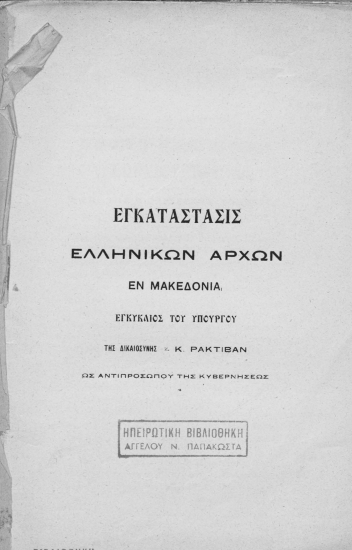 ΕΓΚΑΤΑΣΤΑΣΙΣ
ΕΛΛΗΝΙΚΩΝ ΑΡΧΩΝ
ΕΝ ΜΑΚΕΔΟΝΙΑ,
ΕΓΚΥΚΛΙΟΣ ΤΟΥ ΥΠΟΥΡΓΟΥ
ΤΗΣ ΔΙΚΑΙΟΣΥΝΗΣ Κ. ΡΑΚΤΙΒΑΝ
ΩΣ ΑΝΤΙΠΡΟΣΩΠΟΥ ΤΗΣ ΚΥΒΕΡΝΗΣΕΩΣ
ΗΠΕΙΡΩΤΙΚΗ ΒΙΒΛΙΟΘΗΚΗ
ΑΓΓΕΛΟΥ Ν. ΠΑΠΑΚΩΣΤΑ